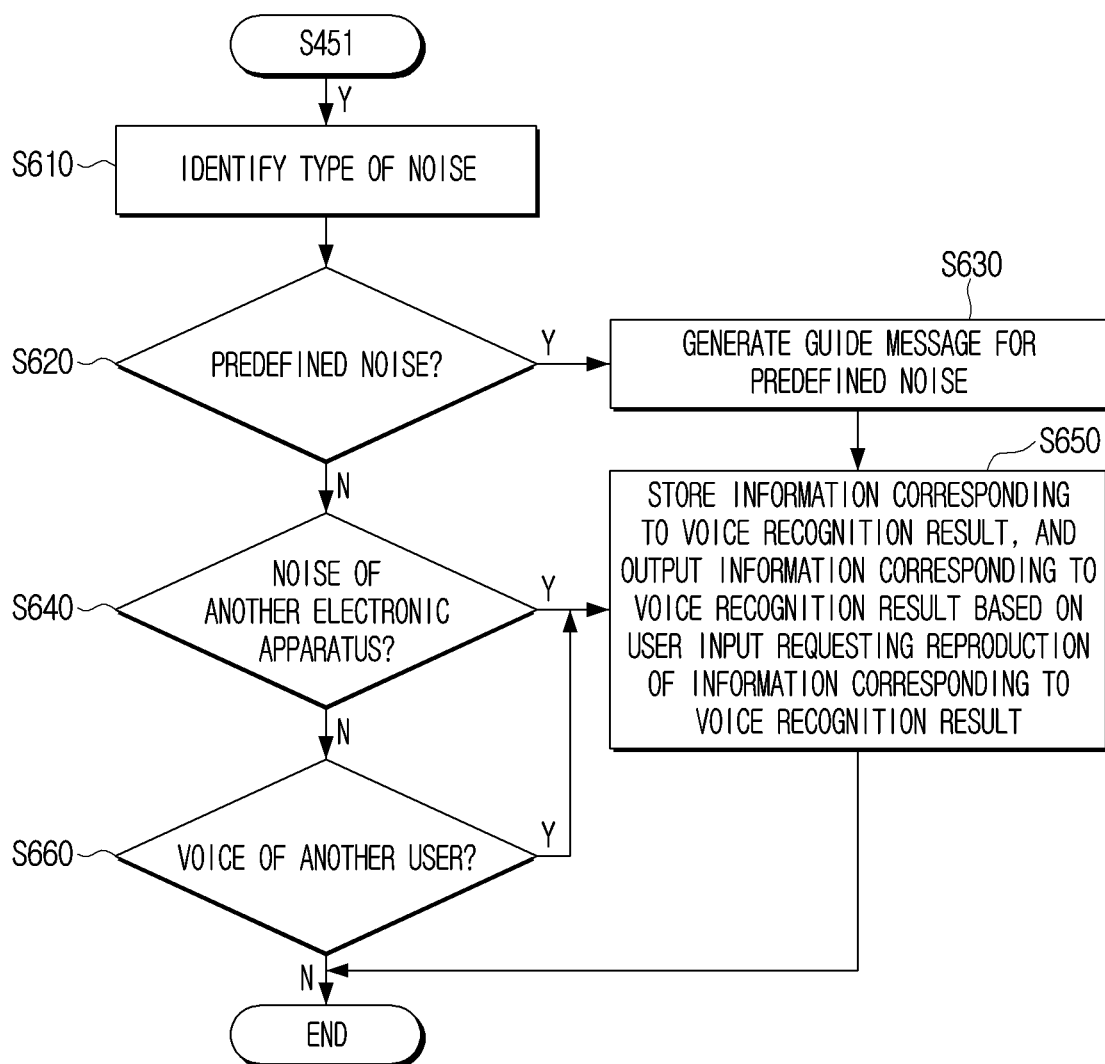 S451
Y
S610
IDENTIFY TYPE OF NOISE
S630
S620
PREDEFINED NOISE?
Y
GENERATE GUIDE MESSAGE FOR
PREDEFINED NOISE
N
S650
STORE INFORMATION CORRESPONDING
TO VOICE RECOGNITION RESULT, AND
OUTPUT INFORMATION CORRESPONDING TO
VOICE RECOGNITION RESULT BASED ON
USER INPUT REQUESTING REPRODUCTION
OF INFORMATION CORRESPONDING TO
VOICE RECOGNITION RESULT
S640
NOISE OF
ANOTHER ELECTRONIC
APPARATUS?
Y
N
S660
VOICE OF ANOTHER USER?
Y
N
END